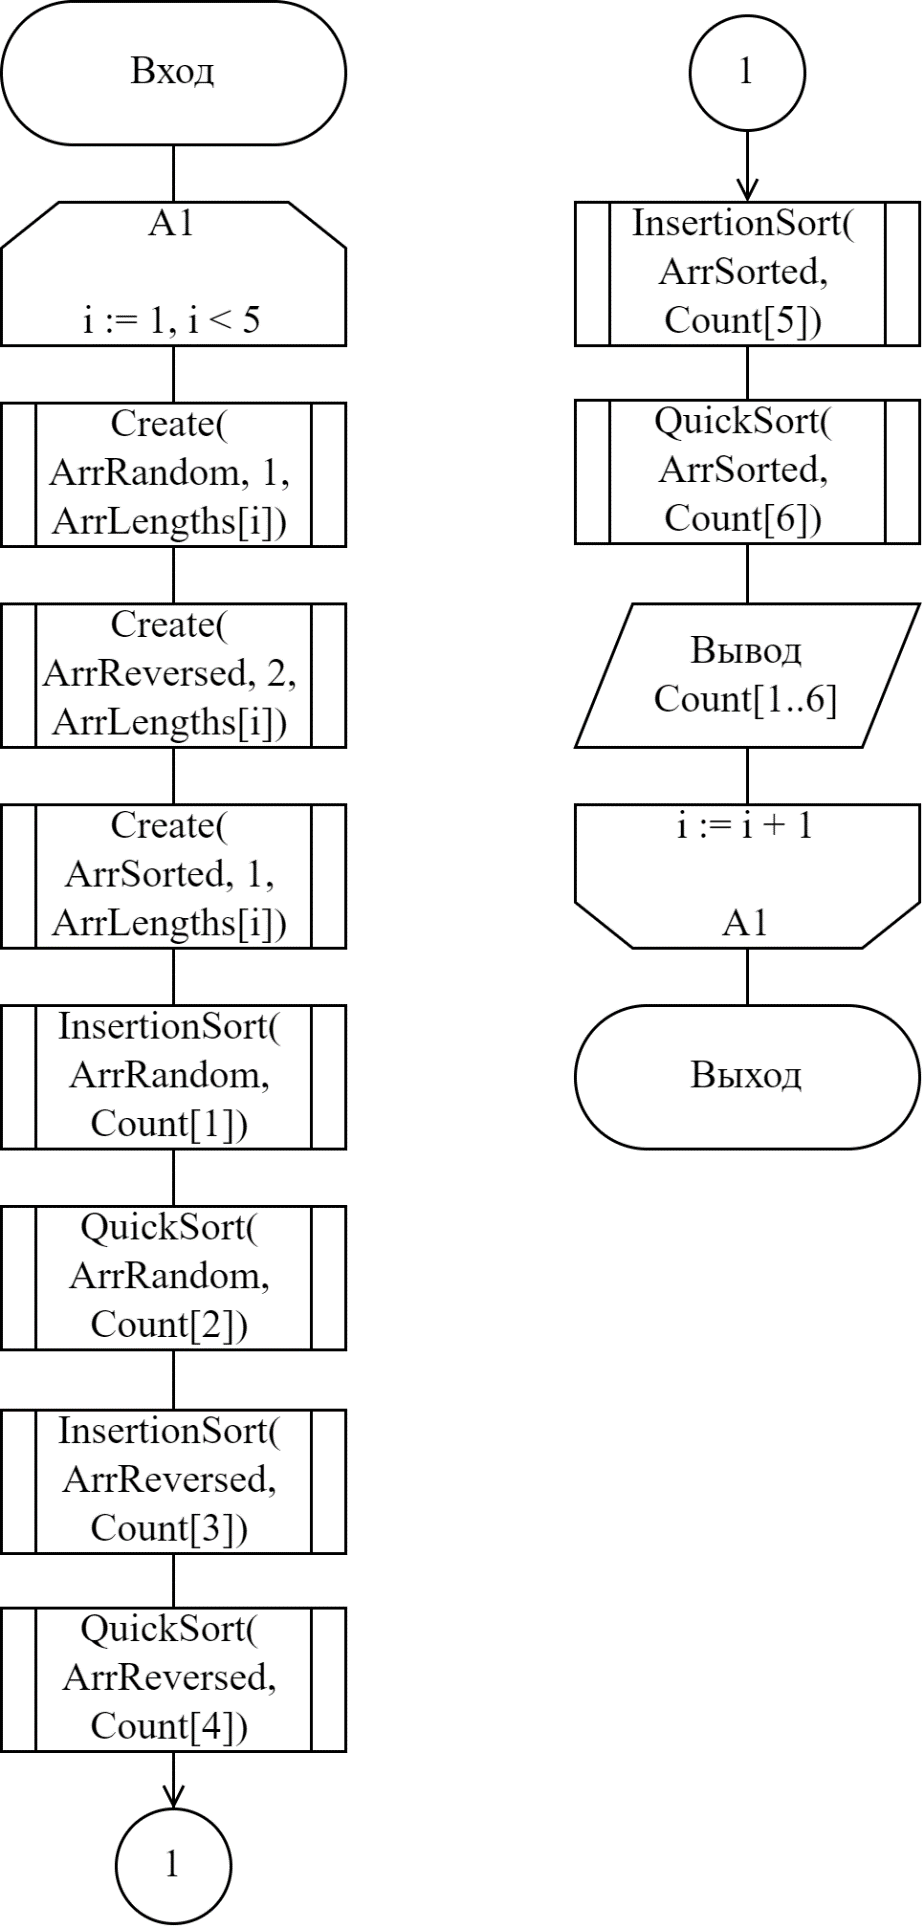 Вход
A1
i := 1, i < 5
Create(
ArrRandom, 1,
ArrLengths[i])
Create(
ArrReversed, 2,
ArrLengths[i])
Create(
ArrSorted, 1,
ArrLengths[i])
InsertionSort(
ArrRandom,
Count[1])
QuickSort(
ArrRandom,
Count[2])
InsertionSort(
ArrReversed,
Count[3])
QuickSort(
ArrReversed,
Count[4])
1
1
InsertionSort(
ArrSorted,
Count[5])
QuickSort(
ArrSorted,
Count[6])
Вывод
Count[1..6]
i := i + 1
A1
Выход